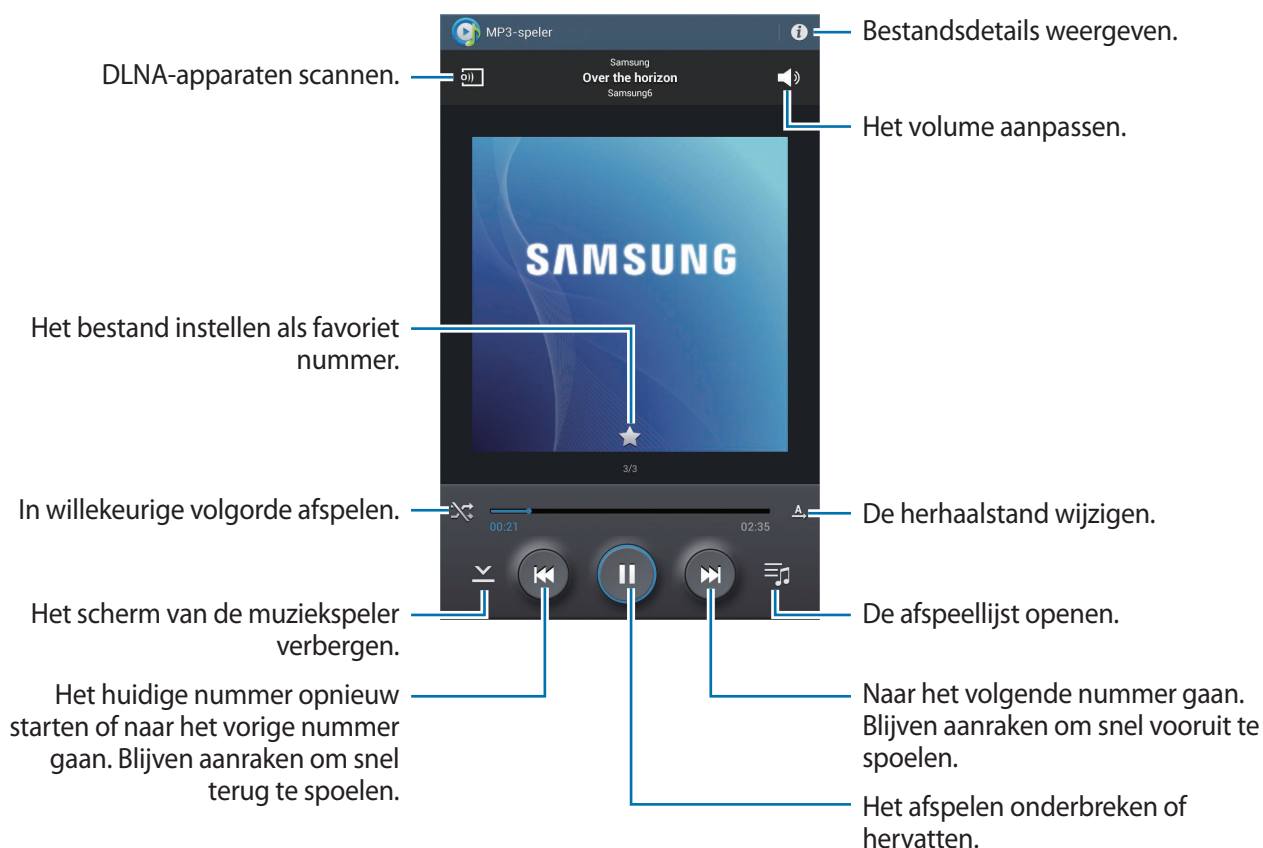 MP3-speler
Bestandsdetails weergeven.
DLNA-apparaten scannen.
Samsung
Over the horizon
Samsung6
Het volume aanpassen.
SAMSUNG
Het bestand instellen als favoriet
nummer.
3/3
In willekeurige volgorde afspelen.
00:21
02:35
A
De herhaalstand wijzigen.
Het scherm van de muziekspeler
verbergen.
De afspeellijst openen.
Het huidige nummer opnieuw
starten of naar het vorige nummer
gaan. Blijven aanraken om snel
terug te spoelen.
Naar het volgende nummer gaan.
Blijven aanraken om snel vooruit te
spoelen.
Het afspelen onderbreken of
hervatten.